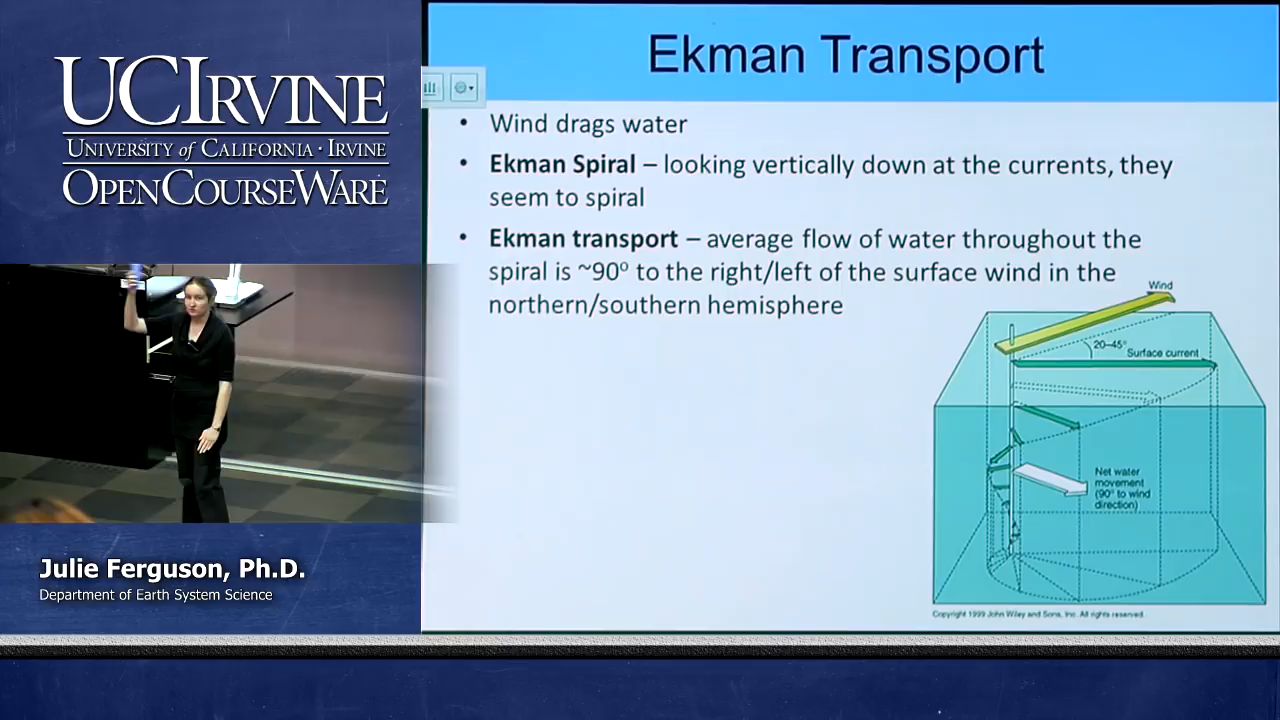 UCIRVINE
UNIVERSITY of CALIFORNIA · IRVINE
OPENCOURSEWARE
Julie Ferguson, Ph.D.
Department of Earth System Science
Ekman Transport
• Wind drags water
• Ekman Spiral – looking vertically down at the currents, they
seem to spiral
• Ekman transport – average flow of water throughout the
spiral is ~90º to the right/left of the surface wind in the
northern/southern hemisphere
Wind
20–45°
Surface current
Net water
movement
(90° to wind
direction)
Copyright 1999 John Wiley and Sons, Inc. All rights reserved.